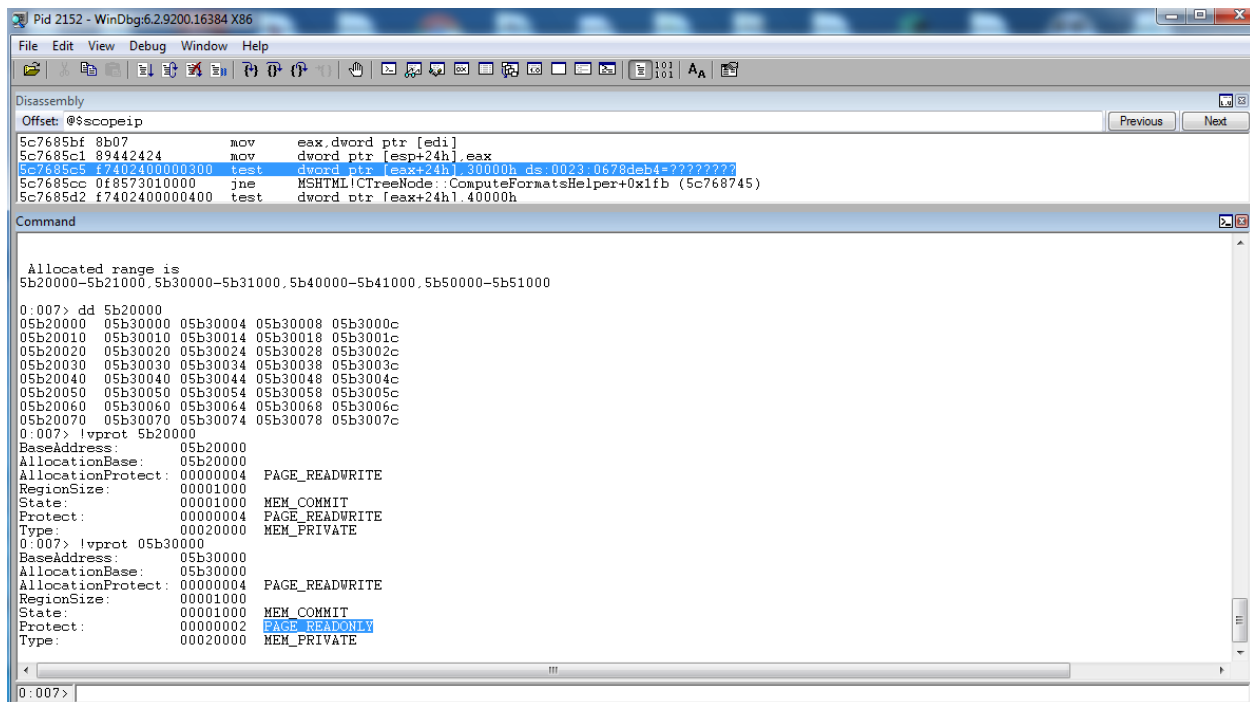 Pid 2152 - WinDbg:6.2.9200.16384 X86
File Edit View Debug Window Help
Disassembly
Offset: @$scopeip Previous Next
5c7685bf 8b07 mov eax,dword ptr [edi]
5c7685c1 89442424 mov dword ptr [esp+24h],eax
5c7685c5 f7402400000300 test dword ptr [eax+24h],30000h ds:0023:0678deb4=????????
5c7685cc 0f8573010000 jne MSHTML!CTreeNode::ComputeFormatsHelper+0x1fb (5c768745)
5c7685d2 f7402400000400 test dword ptr [eax+24h],40000h
Command
Allocated range is
5b20000-5b21000,5b30000-5b31000,5b40000-5b41000,5b50000-5b51000
0:007> dd 5b20000
05b20000 05b30000 05b30004 05b30008 05b3000c
05b20010 05b30010 05b30014 05b30018 05b3001c
05b20020 05b30020 05b30024 05b30028 05b3002c
05b20030 05b30030 05b30034 05b30038 05b3003c
05b20040 05b30040 05b30044 05b30048 05b3004c
05b20050 05b30050 05b30054 05b30058 05b3005c
05b20060 05b30060 05b30064 05b30068 05b3006c
05b20070 05b30070 05b30074 05b30078 05b3007c
0:007> !vprot 5b20000
BaseAddress: 05b20000
AllocationBase: 05b20000
AllocationProtect: 00000004 PAGE_READWRITE
RegionSize: 00001000
State: 00001000 MEM_COMMIT
Protect: 00000004 PAGE_READWRITE
Type: 00020000 MEM_PRIVATE
0:007> !vprot 05b30000
BaseAddress: 05b30000
AllocationBase: 05b30000
AllocationProtect: 00000004 PAGE_READWRITE
RegionSize: 00001000
State: 00001000 MEM_COMMIT
Protect: 00000002 PAGE_READONLY
Type: 00020000 MEM_PRIVATE
0:007>